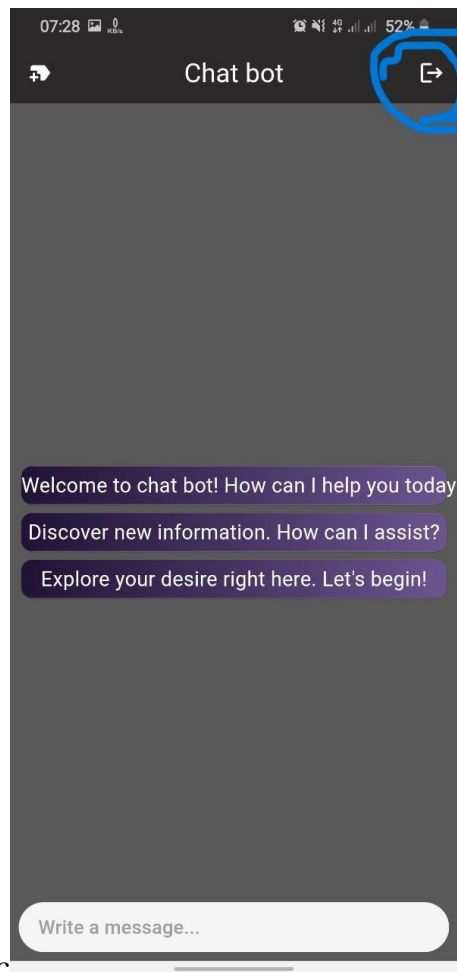 07:28 0 KB/s 4G 52%
Chat bot
Welcome to chat bot! How can I help you today
Discover new information. How can I assist?
Explore your desire right here. Let's begin!
Write a message...